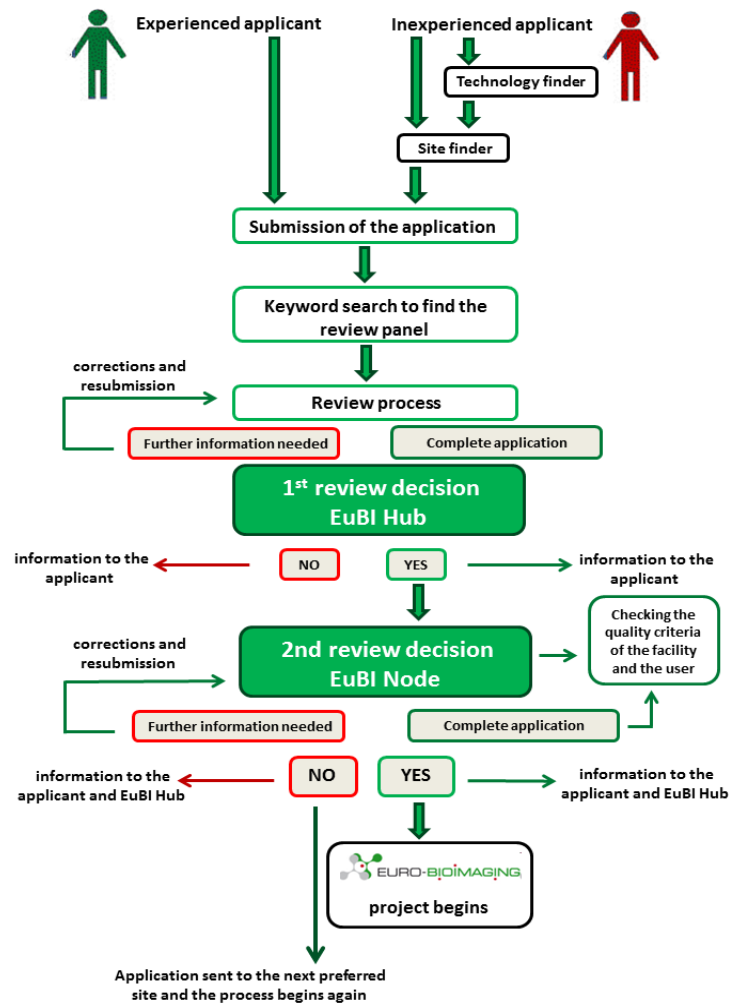 Experienced applicant
Inexperienced applicant
Technology finder
Site finder
Submission of the application
Keyword search to find the
review panel
corrections and
resubmission
Review process
Further information needed
Complete application
1st review decision
EuBI Hub
information to the
applicant
NO
YES
information to the
applicant
Checking the
quality criteria
of the facility
and the user
corrections and
resubmission
2nd review decision
EuBI Node
Further information needed
Complete application
information to the
applicant and EuBI Hub
NO
YES
information to the
applicant and EuBI Hub
EURO-BIOIMAGING
project begins
Application sent to the next preferred
site and the process begins again